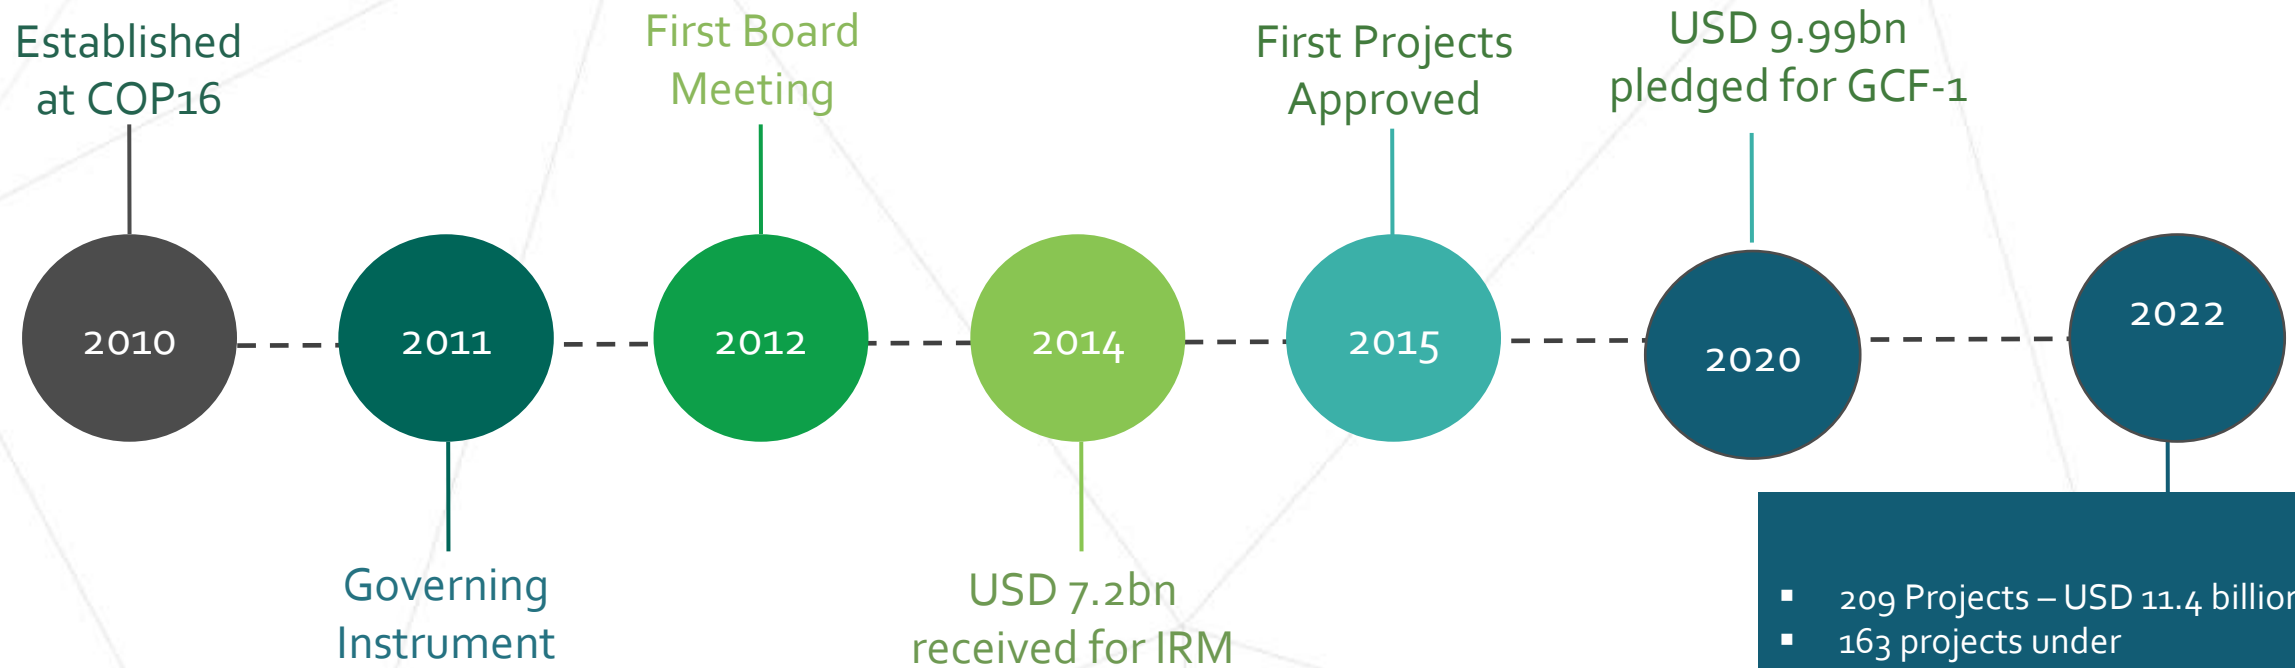 Established
at COP16
First Board
Meeting
First Projects
Approved
USD 9.99bn
pledged for GCF-1
2010
2011
2012
2014
2015
2020
2022
Governing
Instrument
USD 7.2bn
received for IRM
▪ 209 Projects – USD 11.4 billion
▪ 163 projects under